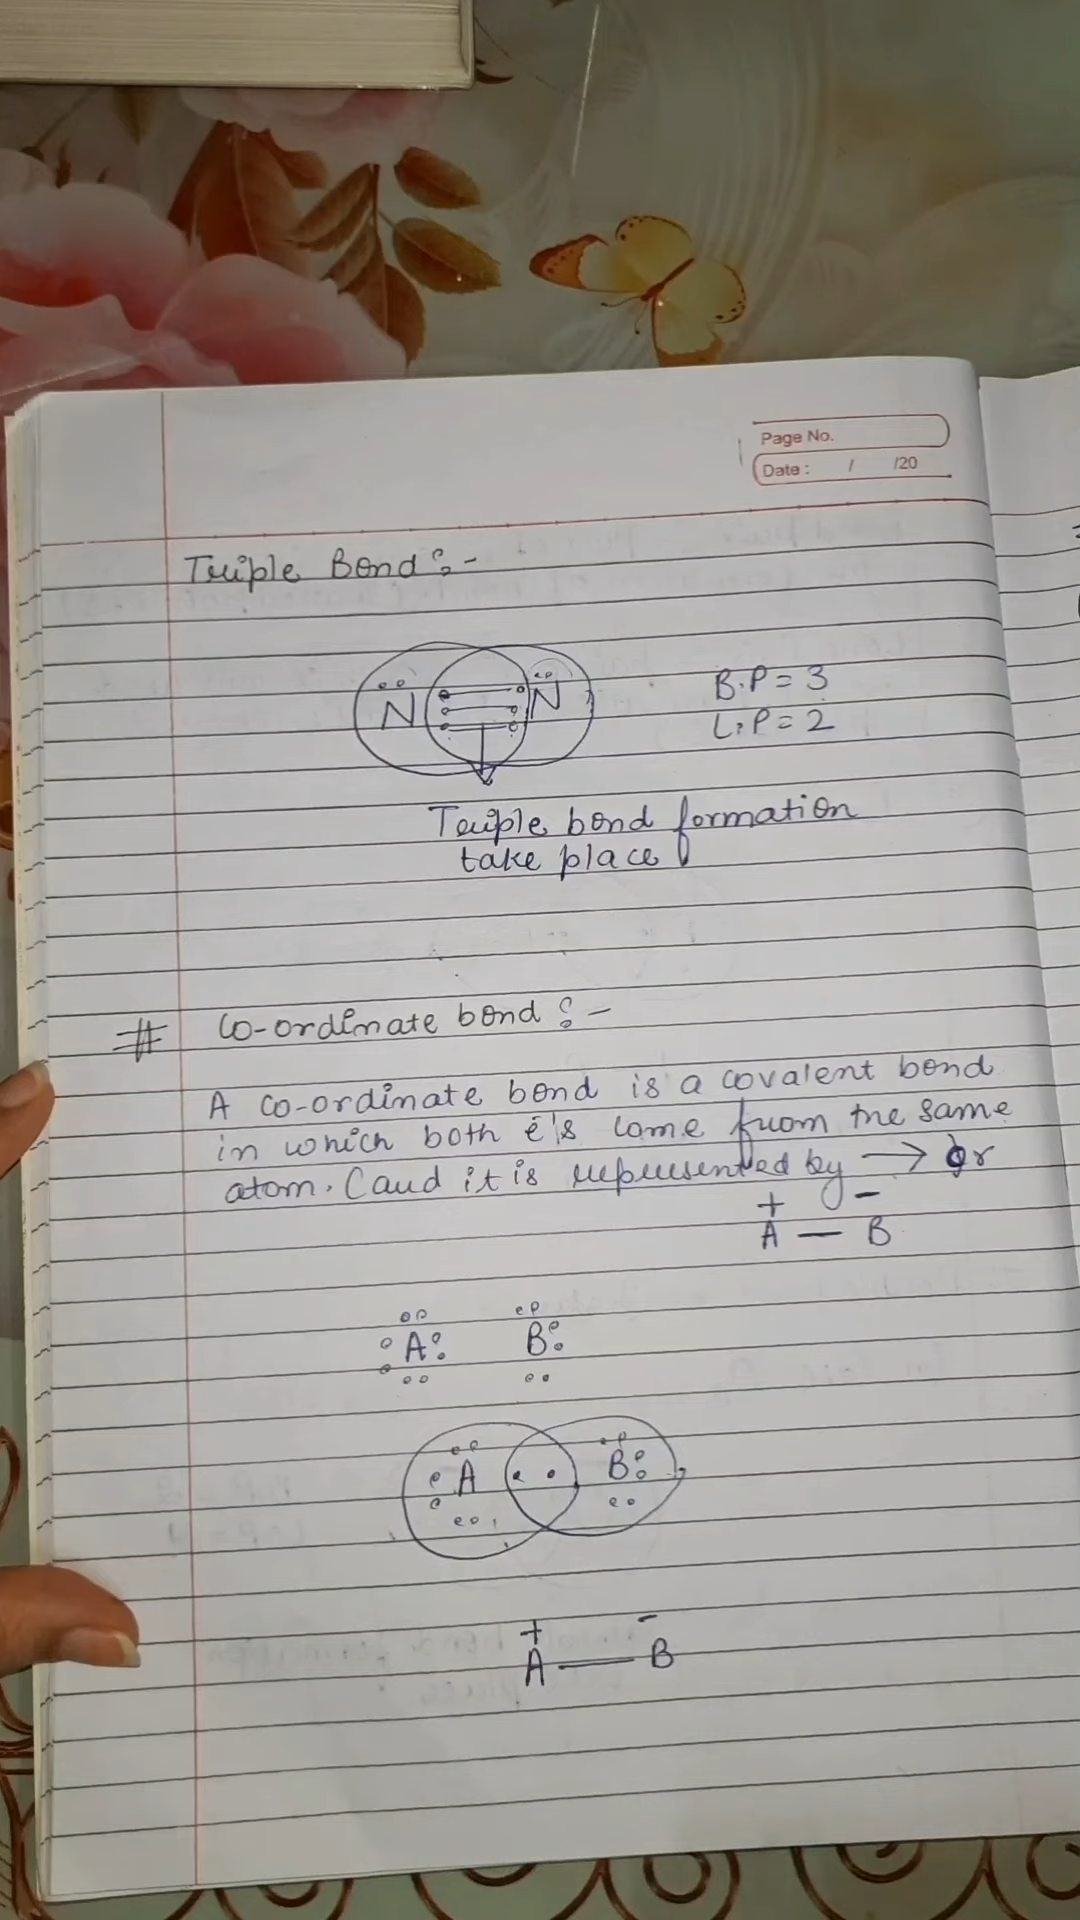 Page No.
Date : / /20
Triple Bond :-
N N
B.P = 3
L.P = 2
Triple bond formation
take place
# Co-ordinate bond :-
A co-ordinate bond is a covalent bond
in which both e's come from the same
atom. (and it is represented by → or
+ -
A — B
A B
A B
+ -
A — B